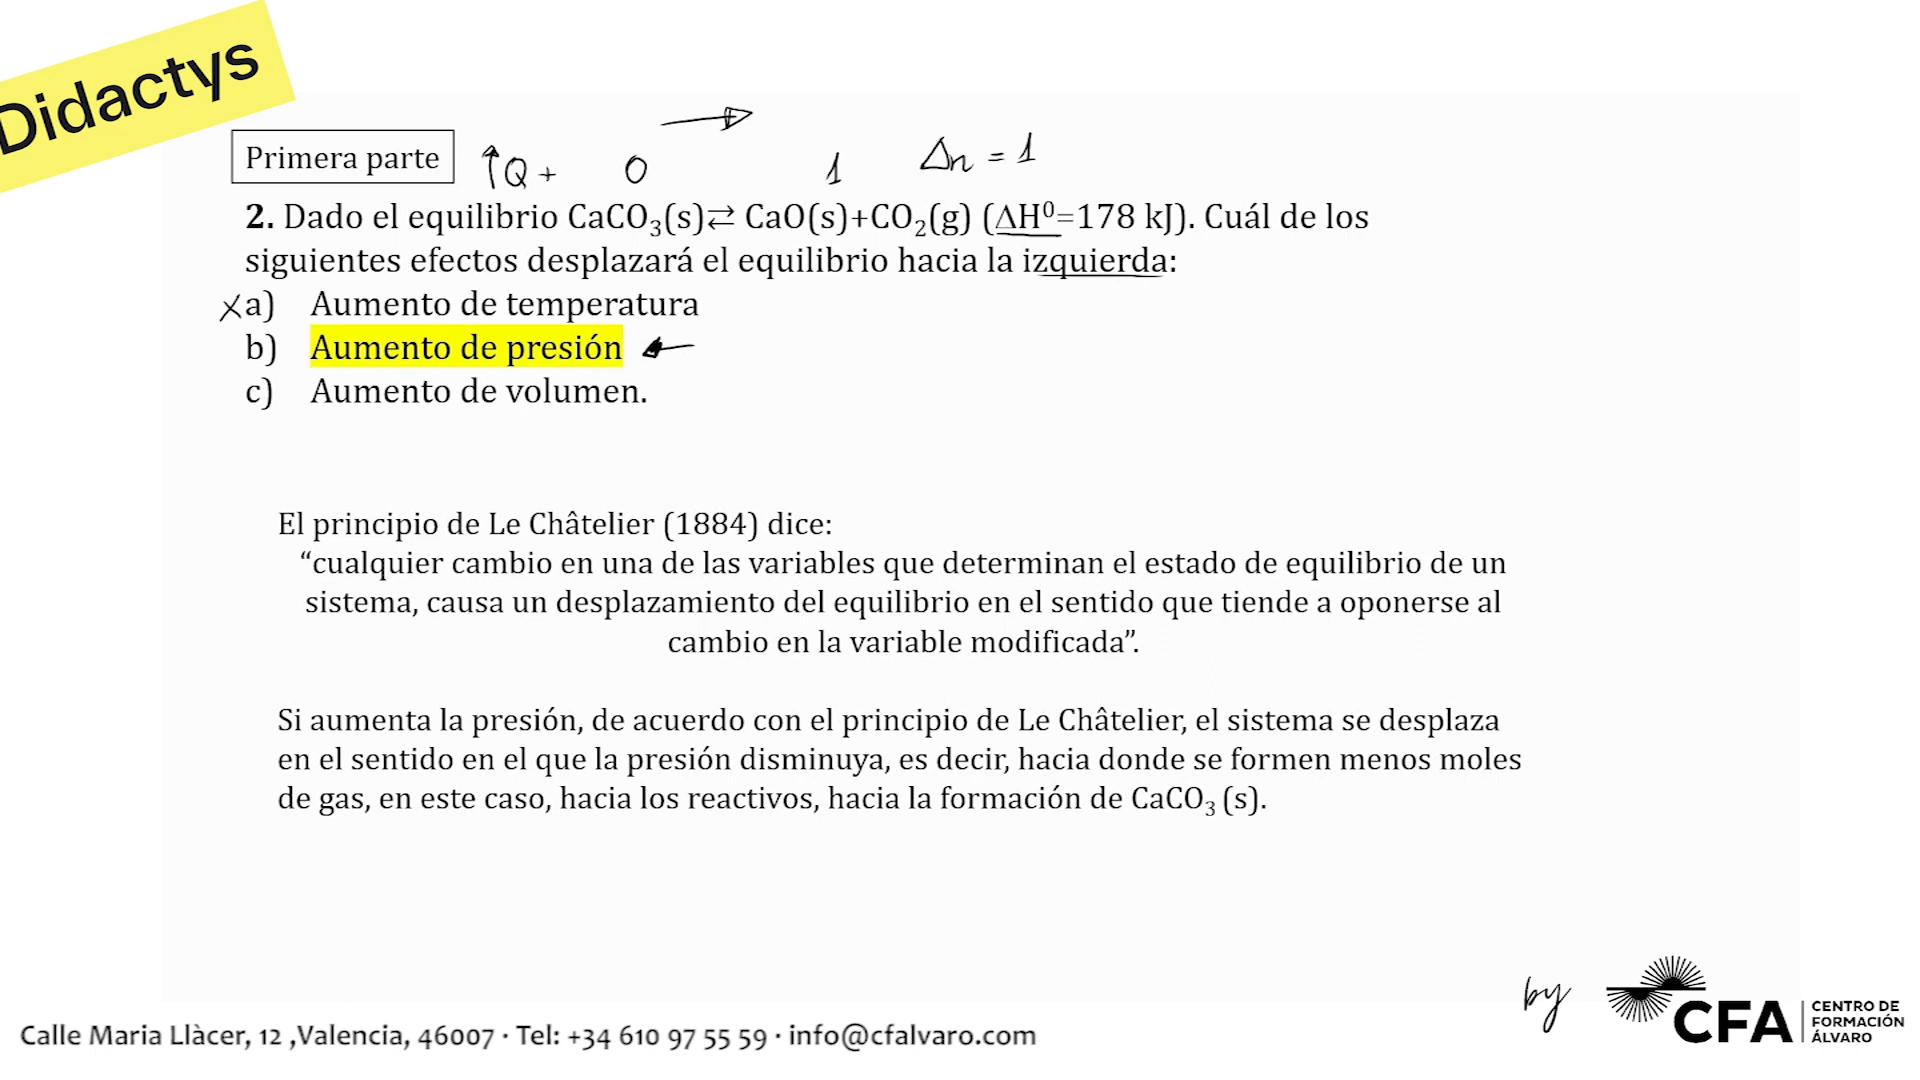 Didactys
Primera parte
↑Q + 0 → 1 Δn = 1
2. Dado el equilibrio CaCO₃(s)⇄ CaO(s)+CO₂(g) (ΔH⁰=178 kJ). Cuál de los
siguientes efectos desplazará el equilibrio hacia la izquierda:
X a) Aumento de temperatura
b) Aumento de presión ←
c) Aumento de volumen.
El principio de Le Châtelier (1884) dice:
“cualquier cambio en una de las variables que determinan el estado de equilibrio de un
sistema, causa un desplazamiento del equilibrio en el sentido que tiende a oponerse al
cambio en la variable modificada”.
Si aumenta la presión, de acuerdo con el principio de Le Châtelier, el sistema se desplaza
en el sentido en el que la presión disminuya, es decir, hacia donde se formen menos moles
de gas, en este caso, hacia los reactivos, hacia la formación de CaCO₃ (s).
by
CFA
CENTRO DE
FORMACIÓN
ÁLVARO
Calle Maria Llàcer, 12 ,Valencia, 46007 · Tel: +34 610 97 55 59 · info@cfalvaro.com